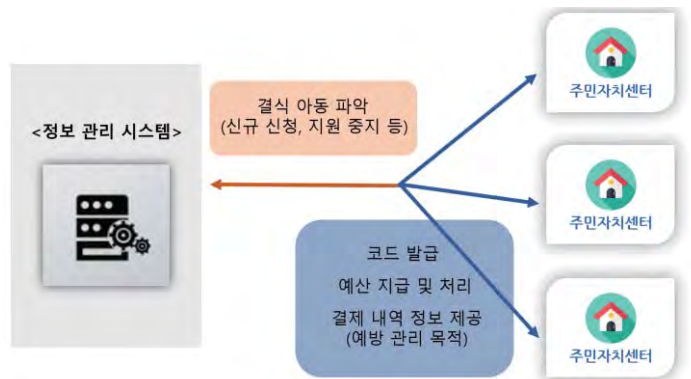 <정보 관리 시스템>
결식 아동 파악
(신규 신청, 지원 중지 등)
코드 발급
예산 지급 및 처리
결제 내역 정보 제공
(예방 관리 목적)
주민자치센터
주민자치센터
주민자치센터